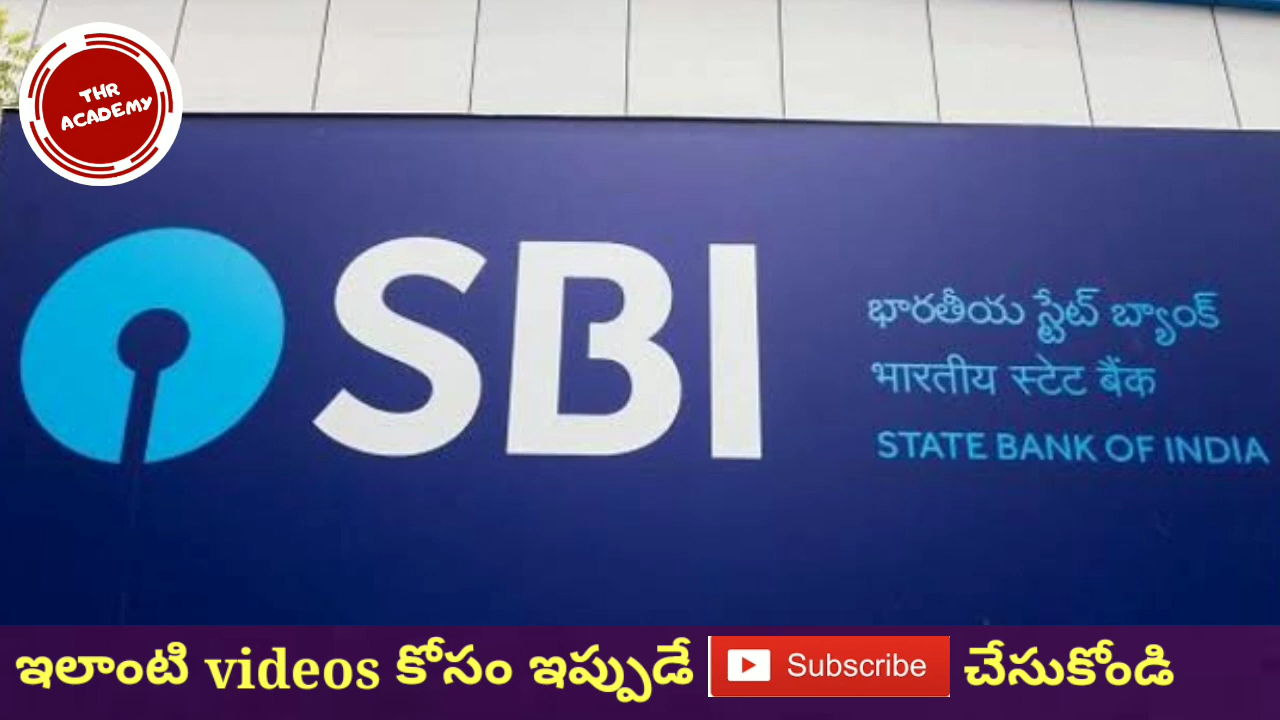 THR
ACADEMY
SBI
భారతీయ స్టేట్ బ్యాంక్
भारतीय स्टेट बैंक
STATE BANK OF INDIA
ఇలాంటి videos కోసం ఇప్పుడే Subscribe చేసుకోండి